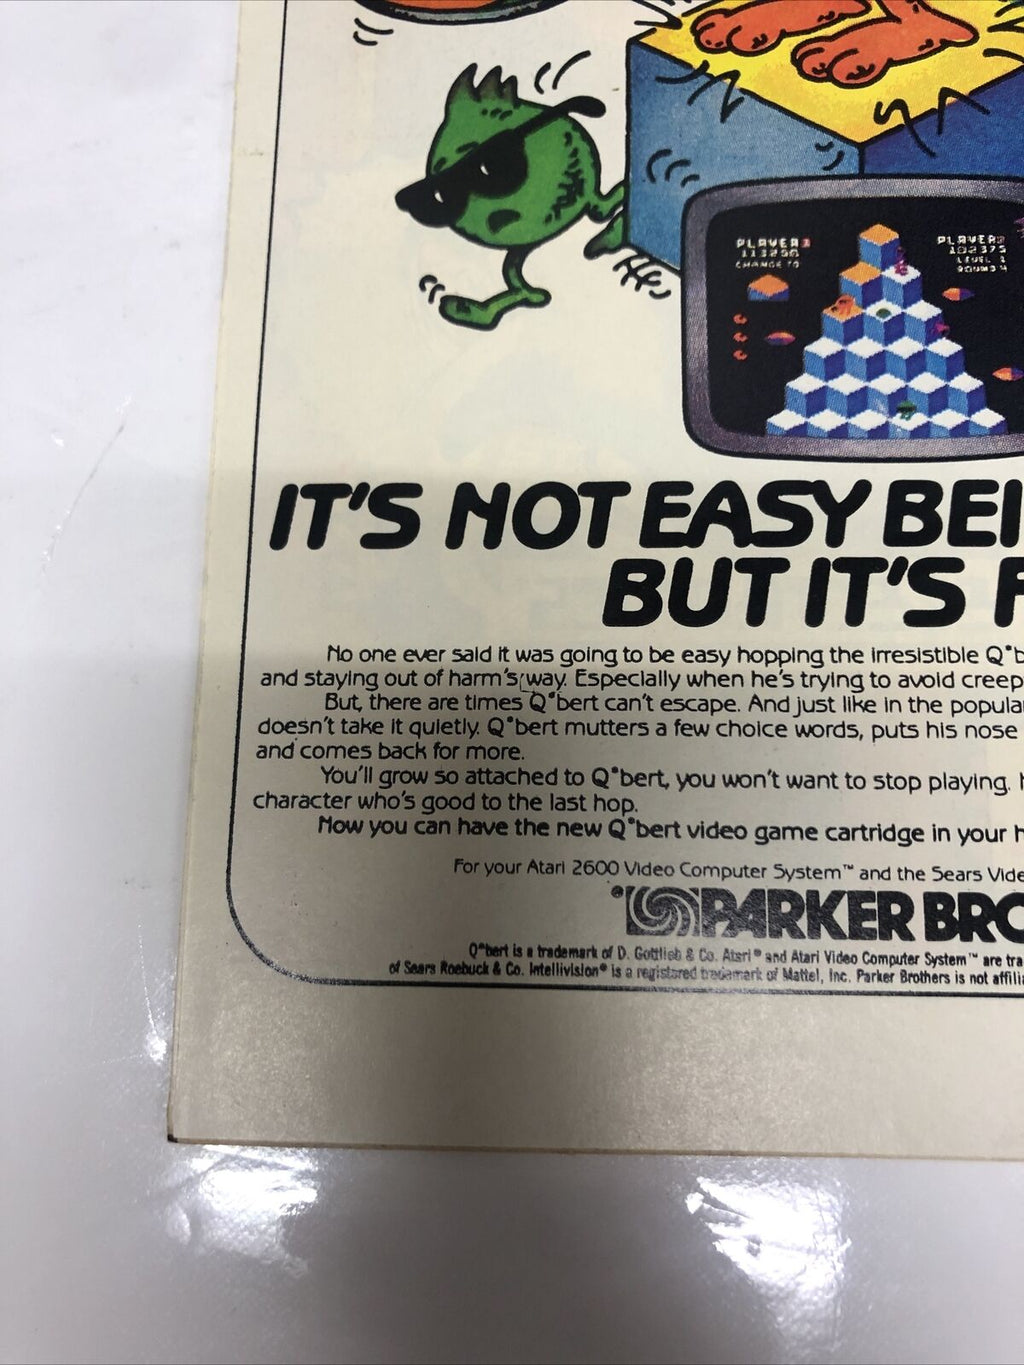 PLAYER1
113250
CHANGE TO
PLAYER2
102375
LEVEL 1
ROUND 4
IT'S NOT EASY BEI
BUT IT'S F
No one ever said it was going to be easy hopping the irresistible Q*b
and staying out of harm's way. Especially when he's trying to avoid creep
But, there are times Q*bert can't escape. And just like in the popula
doesn't take it quietly. Q*bert mutters a few choice words, puts his nose
and comes back for more.
You'll grow so attached to Q*bert, you won't want to stop playing.
character who's good to the last hop.
Now you can have the new Q*bert video game cartridge in your h
For your Atari 2600 Video Computer System™ and the Sears Vide
PARKER BRO
Q*bert is a trademark of D. Gottlieb & Co. Atari® and Atari Video Computer System™ are tra
of Sears Roebuck & Co. Intellivision® is a registered trademark of Mattel, Inc. Parker Brothers is not affili